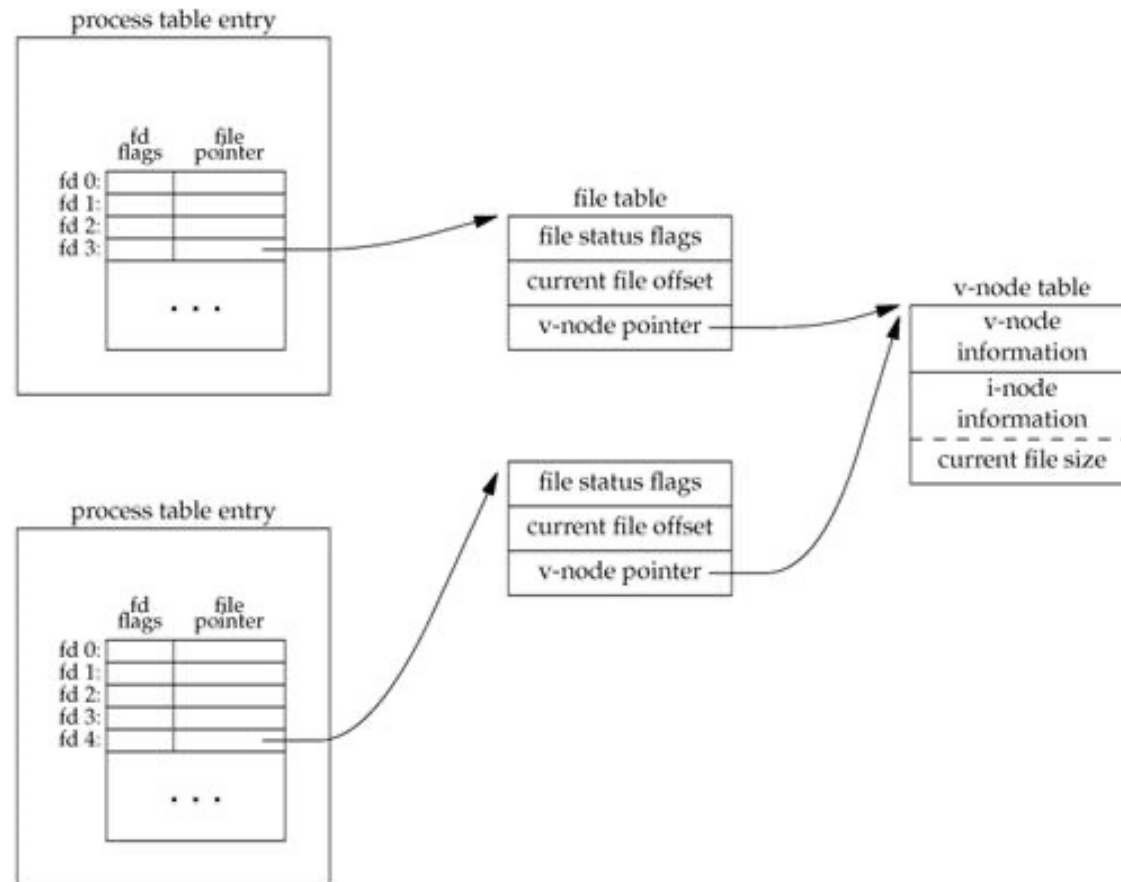 process table entry
fd
flags
file
pointer
fd 0:
fd 1:
fd 2:
fd 3:
. . .
file table
file status flags
current file offset
v-node pointer
v-node table
v-node
information
i-node
information
current file size
file status flags
current file offset
v-node pointer
process table entry
fd
flags
file
pointer
fd 0:
fd 1:
fd 2:
fd 3:
fd 4:
. . .